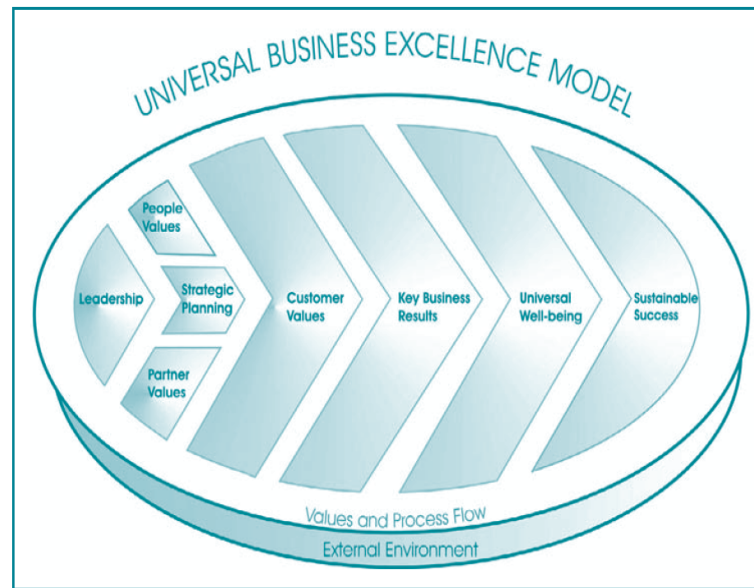 UNIVERSAL BUSINESS EXCELLENCE MODEL
People
Values
Leadership
Strategic
Planning
Partner
Values
Customer
Values
Key Business
Results
Universal
Well-being
Sustainable
Success
Values and Process Flow
External Environment